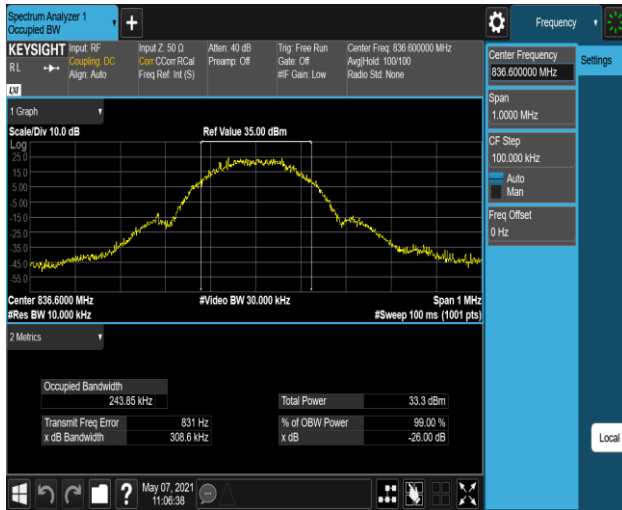 Spectrum Analyzer 1
Occupied BW
Frequency
KEYSIGHT
R L
LXI
Input: RF
Coupling: DC
Align: Auto
Input Z: 50 Ω
Corr CCorr RCal
Freq Ref: Int (S)
Atten: 40 dB
Preamp: Off
Trig: Free Run
Gate: Off
#IF Gain: Low
Center Freq: 836.600000 MHz
Avg|Hold: 100/100
Radio Std: None
Center Frequency
836.600000 MHz
Settings
Span
1.0000 MHz
CF Step
100.000 kHz
Auto
Man
Freq Offset
0 Hz
1 Graph
Scale/Div 10.0 dB
Ref Value 35.00 dBm
Log
25.0
15.0
5.00
-5.00
-15.0
-25.0
-35.0
-45.0
-55.0
Center 836.6000 MHz
#Video BW 30.000 kHz
Span 1 MHz
#Res BW 10.000 kHz
#Sweep 100 ms (1001 pts)
2 Metrics
Occupied Bandwidth
243.85 kHz
Total Power 33.3 dBm
Transmit Freq Error 831 Hz
% of OBW Power 99.00 %
x dB Bandwidth 308.6 kHz
x dB -26.00 dB
Local
?
May 07, 2021
11:06:38